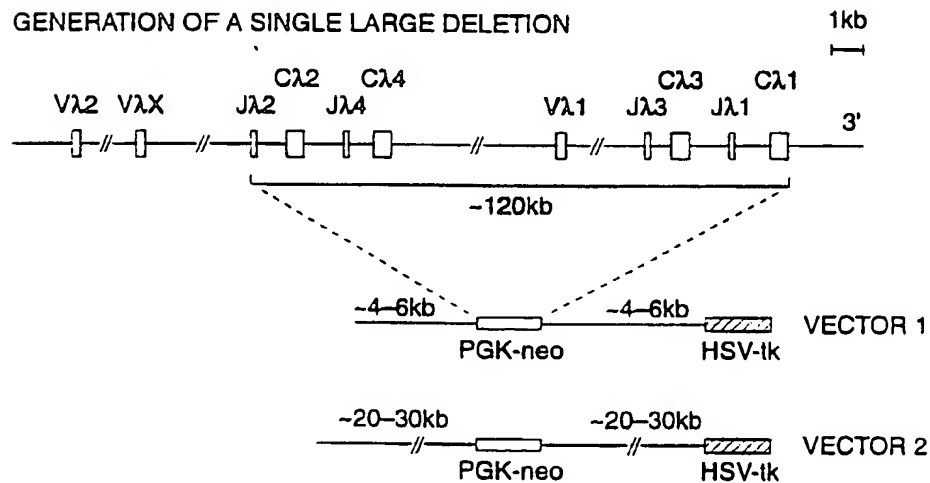 GENERATION OF A SINGLE LARGE DELETION
1kb
Vλ2 VλX Jλ2 Cλ2 Jλ4 Cλ4 Vλ1 Jλ3 Cλ3 Jλ1 Cλ1 3'
~120kb
~4–6kb ~4–6kb
PGK-neo HSV-tk VECTOR 1
~20–30kb ~20–30kb
PGK-neo HSV-tk VECTOR 2